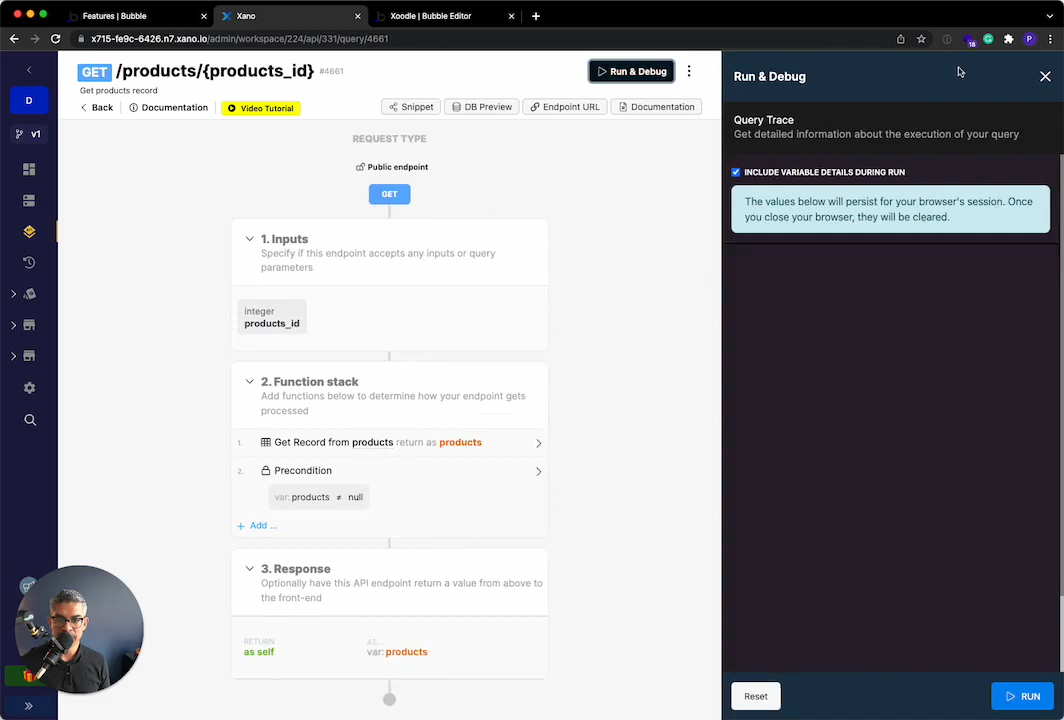 Features | Bubble
Xano
Xoodle | Bubble Editor
x715-fe9c-6426.n7.xano.io/admin/workspace/224/api/331/query/4661
18
P
D
v1
GET /products/{products_id} #4661
Get products record
Run & Debug
Back
Documentation
Video Tutorial
Snippet
DB Preview
Endpoint URL
Documentation
REQUEST TYPE
Public endpoint
GET
1. Inputs
Specify if this endpoint accepts any inputs or query
parameters
integer
products_id
2. Function stack
Add functions below to determine how your endpoint gets
processed
1. Get Record from products return as products
2. Precondition
var: products ≠ null
+ Add ...
3. Response
Optionally have this API endpoint return a value from above to
the front-end
RETURN
as self
AS...
var: products
Run & Debug
Query Trace
Get detailed information about the execution of your query
INCLUDE VARIABLE DETAILS DURING RUN
The values below will persist for your browser's session. Once
you close your browser, they will be cleared.
Reset
RUN